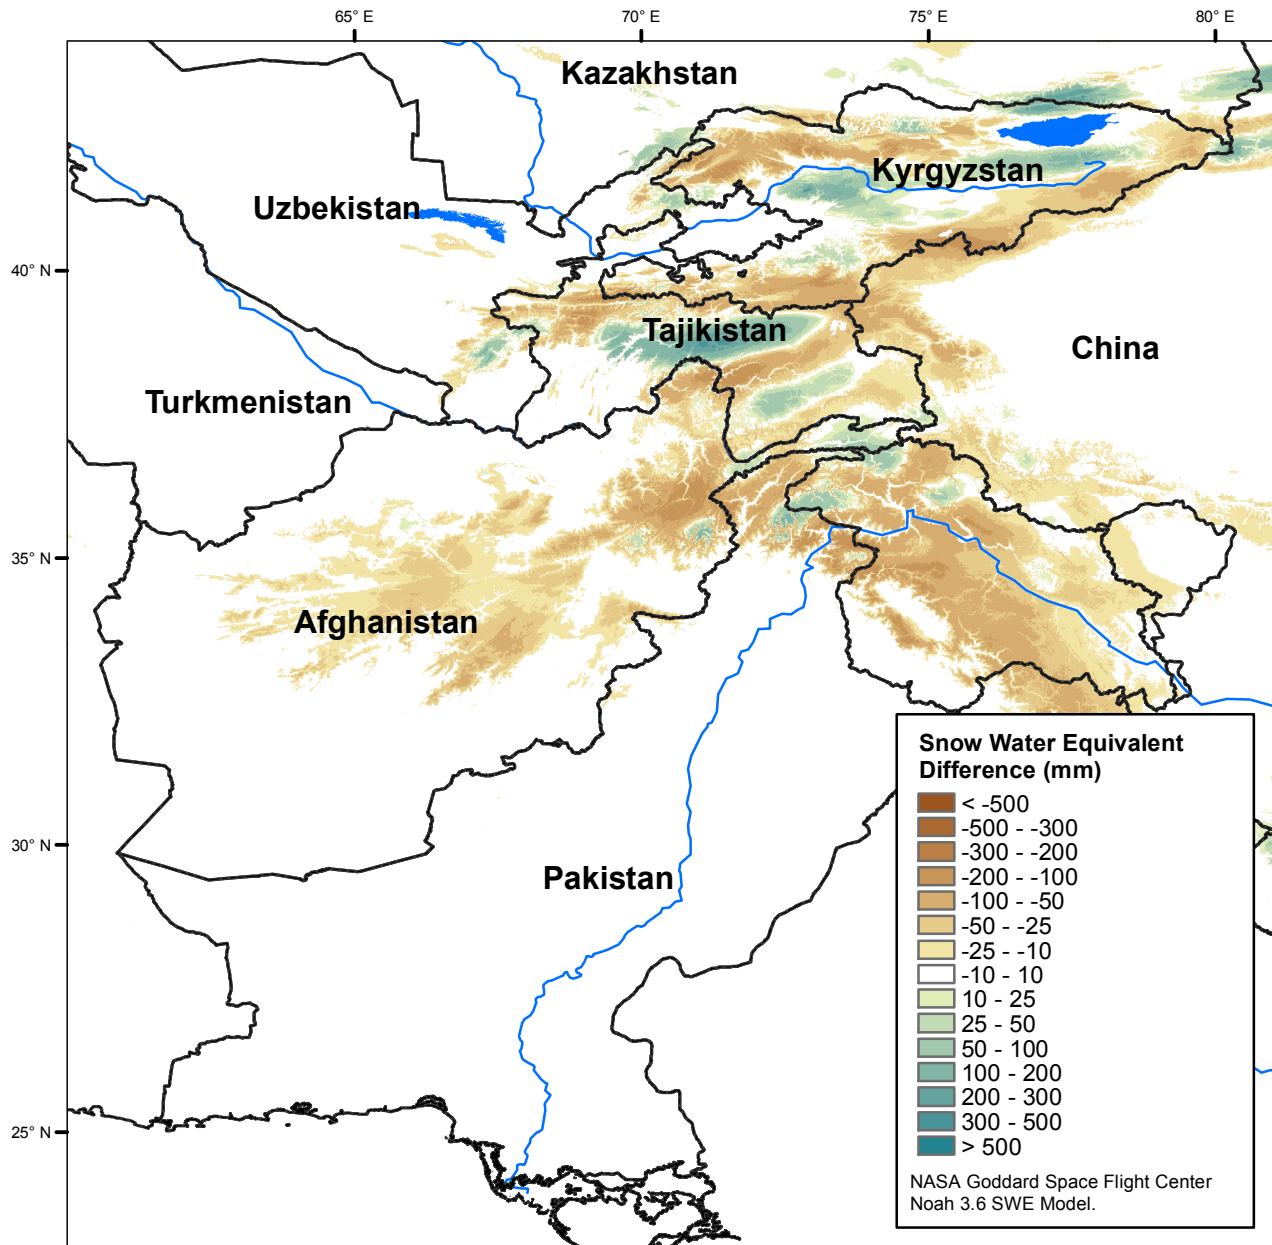 65° E
70° E
75° E
80° E
Kazakhstan
Kyrgyzstan
Uzbekistan
40° N
Tajikistan
China
Turkmenistan
35° N
Afghanistan
Snow Water Equivalent
Difference (mm)
< -500
-500 - -300
-300 - -200
-200 - -100
-100 - -50
-50 - -25
-25 - -10
-10 - 10
10 - 25
25 - 50
50 - 100
100 - 200
200 - 300
300 - 500
> 500
30° N
Pakistan
25° N
NASA Goddard Space Flight Center
Noah 3.6 SWE Model.